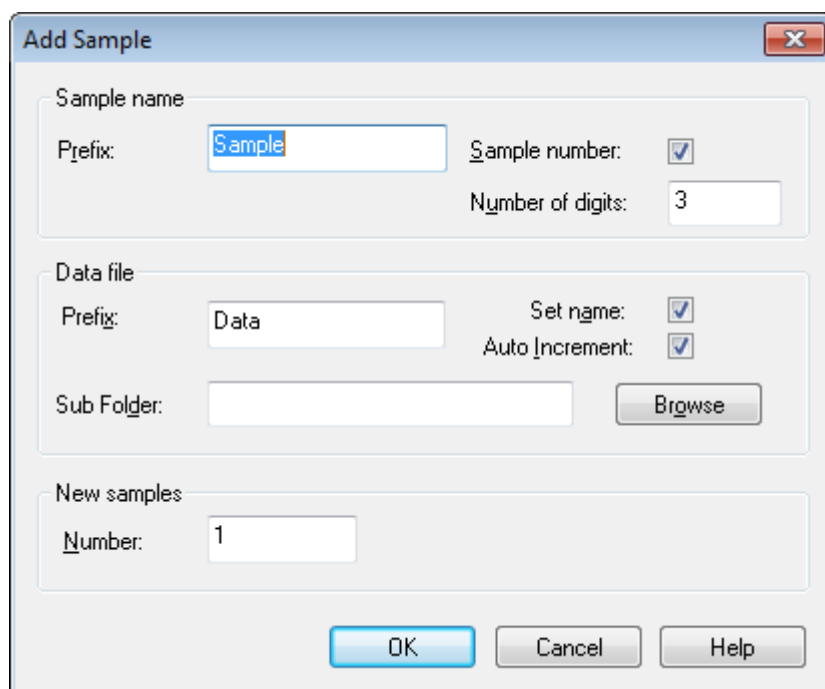 Add Sample
Sample name
Prefix: Sample Sample number:
Number of digits: 3
Data file
Prefix: Data Set name:
Auto Increment:
Sub Folder: Browse
New samples
Number: 1
OK Cancel Help